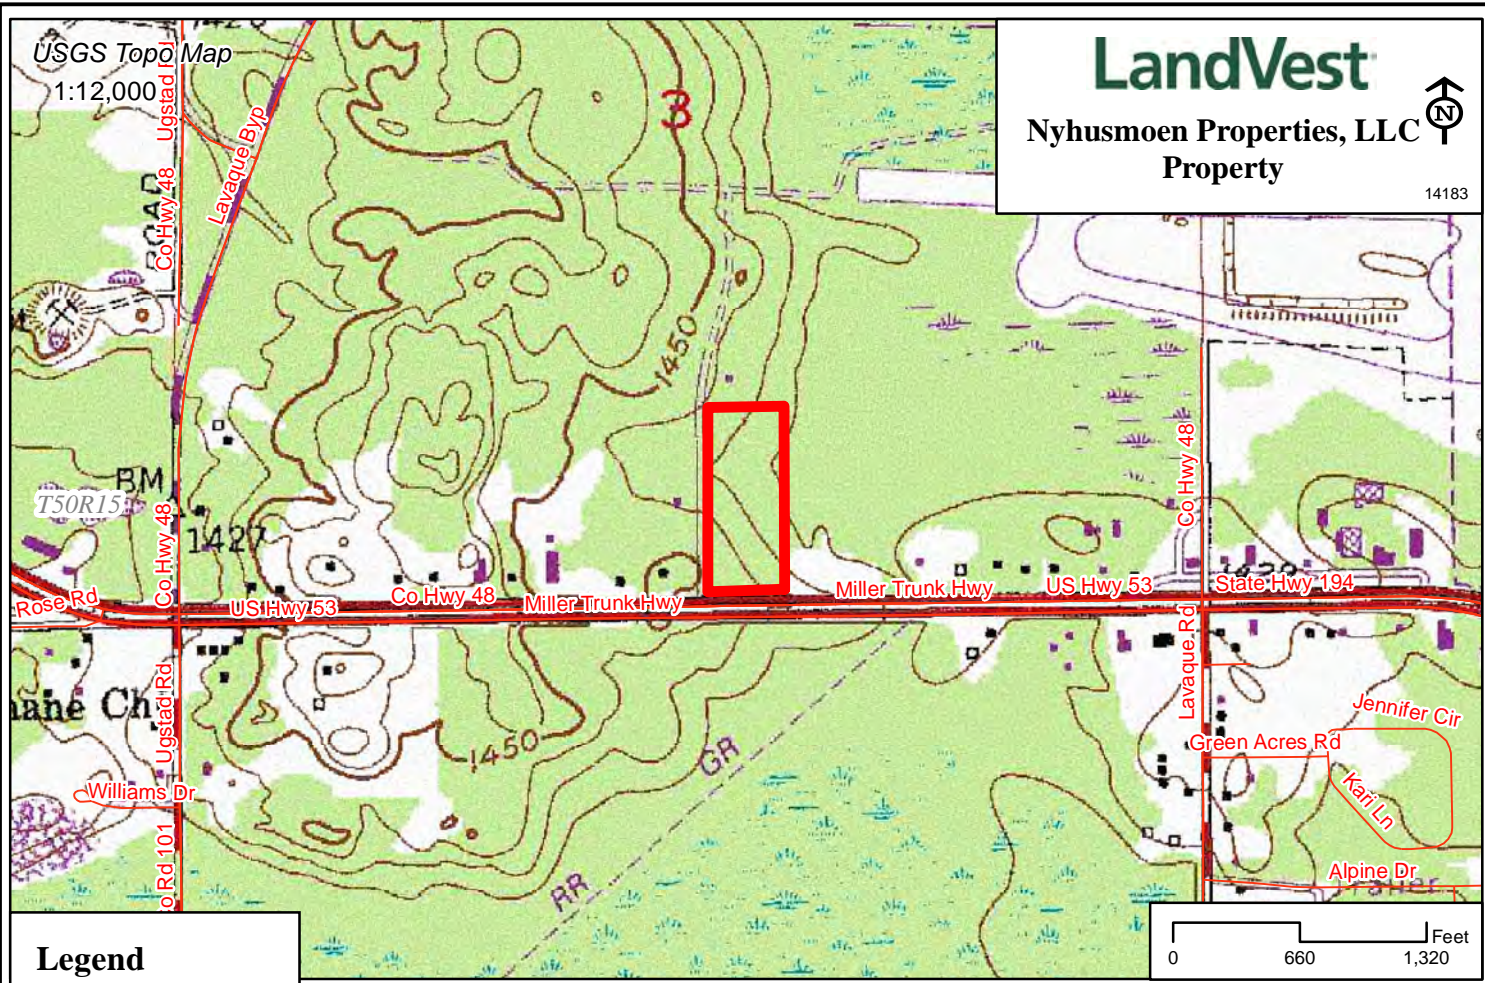 USGS Topo Map
1:12,000
LandVest
N
Nyhusmoen Properties, LLC
Property
14183
3
Ugstad Rd
Co Hwy 48
Lavaque Byp
ROAD
1450
T50R15
BM
1427
Co Hwy 48
Co Hwy 48
Rose Rd
US Hwy 53
Co Hwy 48
Miller Trunk Hwy
Miller Trunk Hwy
US Hwy 53
State Hwy 194
Co Hwy 48
Lavaque Rd
Ugstad Rd
1450
GR
RR
Williams Dr
Jennifer Cir
Green Acres Rd
Kari Ln
Alpine Dr
Legend
0
660
1,320
Feet